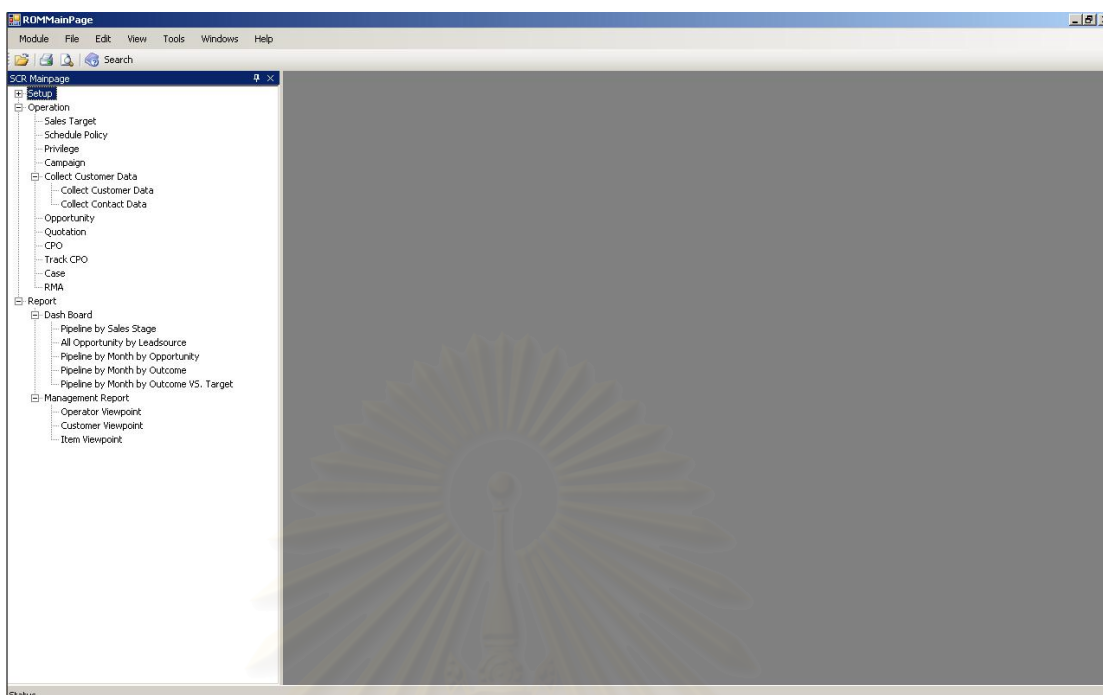 ROMMainPage
Module File Edit View Tools Windows Help
Search
SCR Mainpage
Setup
Operation
Sales Target
Schedule Policy
Privilege
Campaign
Collect Customer Data
Collect Customer Data
Collect Contact Data
Opportunity
Quotation
CPO
Track CPO
Case
RMA
Report
Dash Board
Pipeline by Sales Stage
All Opportunity by Leadsource
Pipeline by Month by Opportunity
Pipeline by Month by Outcome
Pipeline by Month by Outcome VS. Target
Management Report
Operator Viewpoint
Customer Viewpoint
Item Viewpoint
Status